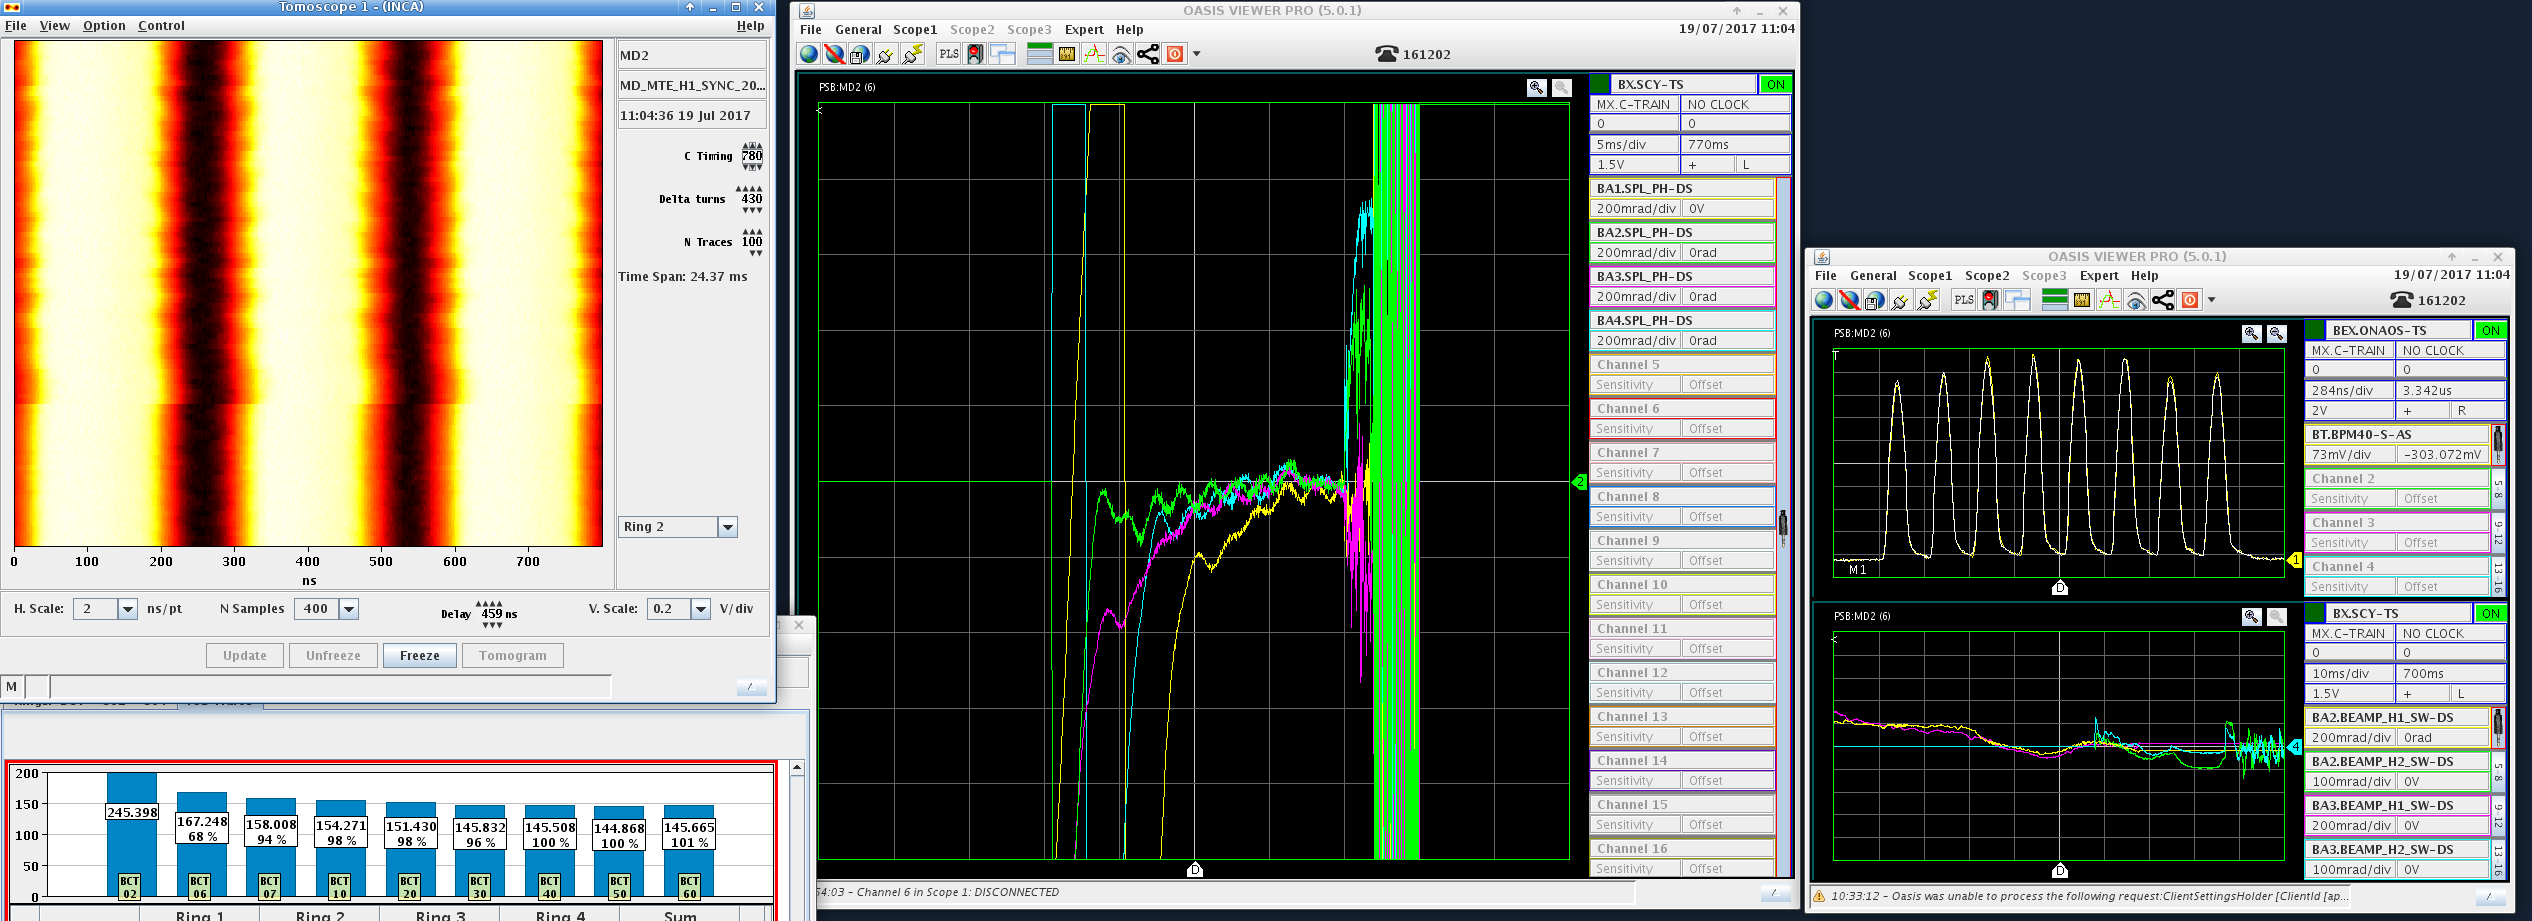 Tomoscope 1 - (INCA)
File View Option Control Help
MD2
MD_MTE_H1_SYNC_20...
11:04:36 19 Jul 2017
C Timing 780
Delta turns 430
N Traces 100
Time Span: 24.37 ms
Ring 2
0 100 200 300 400 500 600 700
ns
H. Scale: 2 ns/pt N Samples 400 Delay 459 ns V. Scale: 0.2 V/div
Update Unfreeze Freeze Tomogram
M
200
150
100
50
0
245.398
167.248
68 %
158.008
94 %
154.271
98 %
151.430
98 %
145.832
96 %
145.508
100 %
144.868
100 %
145.665
101 %
BCT 02
BCT 06
BCT 07
BCT 10
BCT 20
BCT 30
BCT 40
BCT 50
BCT 60
Ring 1 Ring 2 Ring 3 Ring 4 Sum
OASIS VIEWER PRO (5.0.1)
File General Scope1 Scope2 Scope3 Expert Help
19/07/2017 11:04
PLS
161202
PSB:MD2 (6)
<
2
D
BX.SCY-TS ON
MX.C-TRAIN NO CLOCK
0 0
5ms/div 770ms
1.5V + L
BA1.SPL_PH-DS
200mrad/div 0V
BA2.SPL_PH-DS
200mrad/div 0rad
BA3.SPL_PH-DS
200mrad/div 0rad
BA4.SPL_PH-DS
200mrad/div 0rad
Channel 5
Sensitivity Offset
Channel 6
Sensitivity Offset
Channel 7
Sensitivity Offset
Channel 8
Sensitivity Offset
Channel 9
Sensitivity Offset
Channel 10
Sensitivity Offset
Channel 11
Sensitivity Offset
Channel 12
Sensitivity Offset
Channel 13
Sensitivity Offset
Channel 14
Sensitivity Offset
Channel 15
Sensitivity Offset
Channel 16
Sensitivity Offset
54:03 - Channel 6 in Scope 1: DISCONNECTED
OASIS VIEWER PRO (5.0.1)
File General Scope1 Scope2 Scope3 Expert Help
19/07/2017 11:04
PLS
161202
PSB:MD2 (6)
T
M1
1
D
BEX.ONAOS-TS ON
MX.C-TRAIN NO CLOCK
0 0
284ns/div 3.342us
2V + R
BT.BPM40-S-AS
73mV/div -303.072mV
Channel 2
Sensitivity Offset
5-8
Channel 3
Sensitivity Offset
9-12
Channel 4
Sensitivity Offset
13-16
PSB:MD2 (6)
<
4
D
BX.SCY-TS ON
MX.C-TRAIN NO CLOCK
0 0
10ms/div 700ms
1.5V + L
BA2.BEAMP_H1_SW-DS
200mrad/div 0rad
BA2.BEAMP_H2_SW-DS
100mrad/div 0V
5-8
BA3.BEAMP_H1_SW-DS
200mrad/div 0V
9-12
BA3.BEAMP_H2_SW-DS
100mrad/div 0V
13-16
10:33:12 - Oasis was unable to process the following request:ClientSettingsHolder [ClientId [ap...